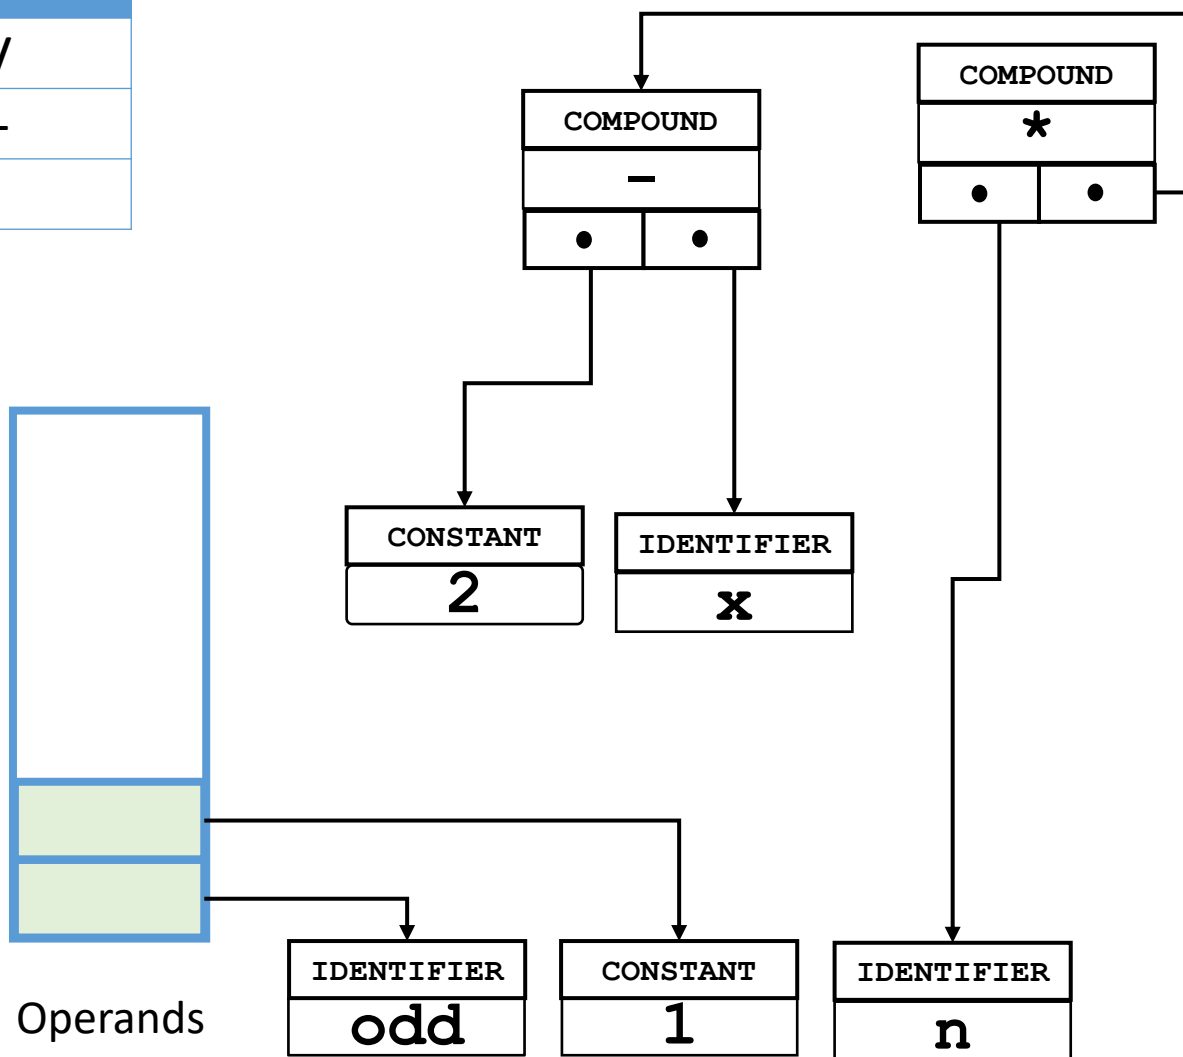 /
COMPOUND
*
COMPOUND
–
CONSTANT
2
IDENTIFIER
x
IDENTIFIER
odd
CONSTANT
1
IDENTIFIER
n
Operands